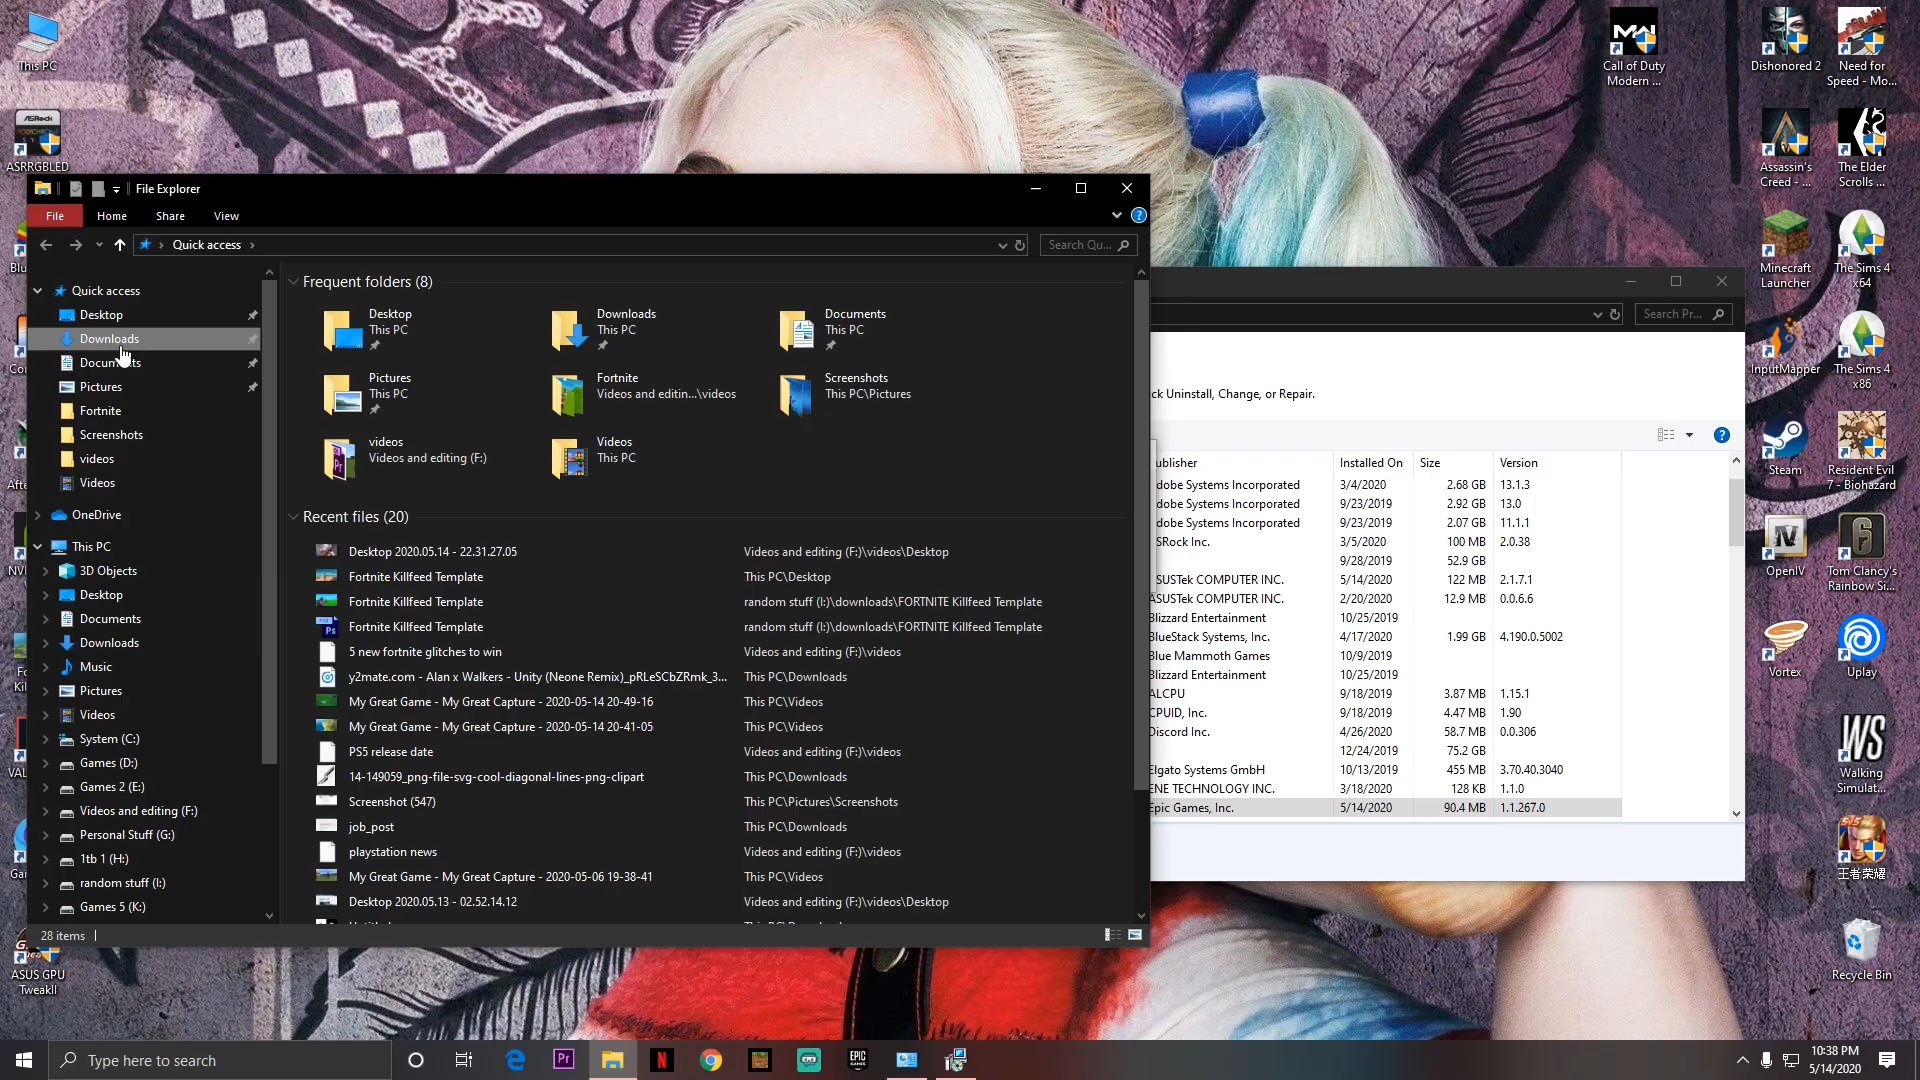 This PC
ASRock
POLYCHROME
ASRRGBLED
Call of Duty
Modern ...
Dishonored 2
Need for
Speed - Mo...
Assassin's
Creed - ...
The Elder
Scrolls ...
Minecraft
Launcher
The Sims 4
x64
InputMapper
The Sims 4
x86
Steam
Resident Evil
7 - Biohazard
OpenIV
Tom Clancy's
Rainbow Si...
Vortex
Uplay
WS
Walking
Simulat...
王者荣耀
Recycle Bin
ASUS GPU
TweakII
File Explorer
File
Home
Share
View
Quick access
Search Qu...
Quick access
Desktop
Downloads
Documents
Pictures
Fortnite
Screenshots
videos
Videos
OneDrive
This PC
3D Objects
Desktop
Documents
Downloads
Music
Pictures
Videos
System (C:)
Games (D:)
Games 2 (E:)
Videos and editing (F:)
Personal Stuff (G:)
1tb 1 (H:)
random stuff (I:)
Games 5 (K:)
28 items
Frequent folders (8)
Desktop
This PC
Downloads
This PC
Documents
This PC
Pictures
This PC
Fortnite
Videos and editin...\videos
Screenshots
This PC\Pictures
videos
Videos and editing (F:)
Videos
This PC
Recent files (20)
Desktop 2020.05.14 - 22.31.27.05 Videos and editing (F:)\videos\Desktop
Fortnite Killfeed Template This PC\Desktop
Fortnite Killfeed Template random stuff (I:)\downloads\FORTNITE Killfeed Template
Fortnite Killfeed Template random stuff (I:)\downloads\FORTNITE Killfeed Template
5 new fortnite glitches to win Videos and editing (F:)\videos
y2mate.com - Alan x Walkers - Unity (Neone Remix)_pRLeSCbZRmk_3... This PC\Downloads
My Great Game - My Great Capture - 2020-05-14 20-49-16 This PC\Videos
My Great Game - My Great Capture - 2020-05-14 20-41-05 This PC\Videos
PS5 release date Videos and editing (F:)\videos
14-149059_png-file-svg-cool-diagonal-lines-png-clipart This PC\Downloads
Screenshot (547) This PC\Pictures\Screenshots
job_post This PC\Downloads
playstation news Videos and editing (F:)\videos
My Great Game - My Great Capture - 2020-05-06 19-38-41 This PC\Videos
Desktop 2020.05.13 - 02.52.14.12 Videos and editing (F:)\videos\Desktop
Search Pr...
ck Uninstall, Change, or Repair.
ublisher Installed On Size Version
dobe Systems Incorporated 3/4/2020 2.68 GB 13.1.3
dobe Systems Incorporated 9/23/2019 2.92 GB 13.0
dobe Systems Incorporated 9/23/2019 2.07 GB 11.1.1
SRock Inc. 3/5/2020 100 MB 2.0.38
9/28/2019 52.9 GB
SUSTek COMPUTER INC. 5/14/2020 122 MB 2.1.7.1
ASUSTek COMPUTER INC. 2/20/2020 12.9 MB 0.0.6.6
Blizzard Entertainment 10/25/2019
BlueStack Systems, Inc. 4/17/2020 1.99 GB 4.190.0.5002
Blue Mammoth Games 10/9/2019
Blizzard Entertainment 10/25/2019
ALCPU 9/18/2019 3.87 MB 1.15.1
CPUID, Inc. 9/18/2019 4.47 MB 1.90
Discord Inc. 4/26/2020 58.7 MB 0.0.306
12/24/2019 75.2 GB
Elgato Systems GmbH 10/13/2019 455 MB 3.70.40.3040
ENE TECHNOLOGY INC. 3/18/2020 128 KB 1.1.0
Epic Games, Inc. 5/14/2020 90.4 MB 1.1.267.0
Type here to search
Pr
N
EPIC
GAMES
10:38 PM
5/14/2020